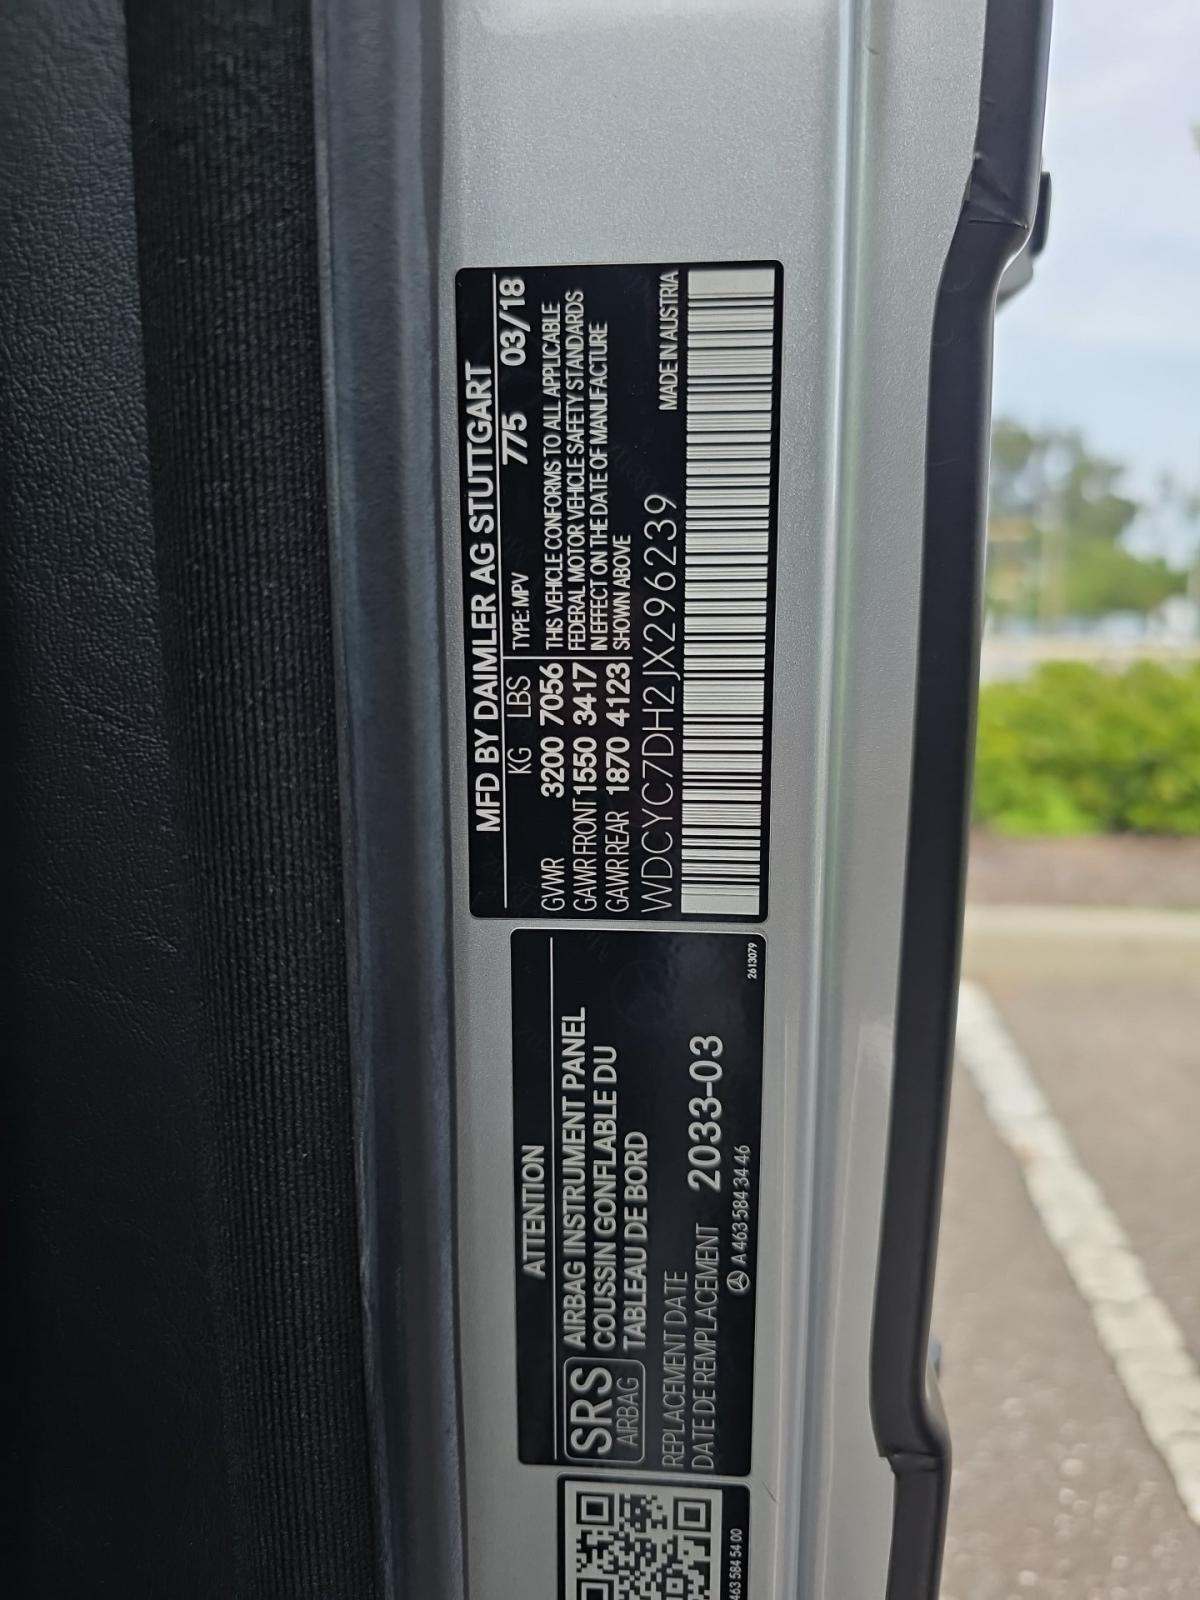 MFD BY DAIMLER AG STUTTGART
KG LBS TYPE: MPV 775 03/18
GVWR 3200 7056
GAWR FRONT 1550 3417
GAWR REAR 1870 4123
THIS VEHICLE CONFORMS TO ALL APPLICABLE
FEDERAL MOTOR VEHICLE SAFETY STANDARDS
IN EFFECT ON THE DATE OF MANUFACTURE
SHOWN ABOVE
WDCYC7DH2JX296239 MADE IN AUSTRIA
ATTENTION
SRS
AIRBAG
AIRBAG INSTRUMENT PANEL
COUSSIN GONFLABLE DU
TABLEAU DE BORD
REPLACEMENT DATE
DATE DE REMPLACEMENT 2033-03
A 463 584 34 46
2613079
463 584 54 00